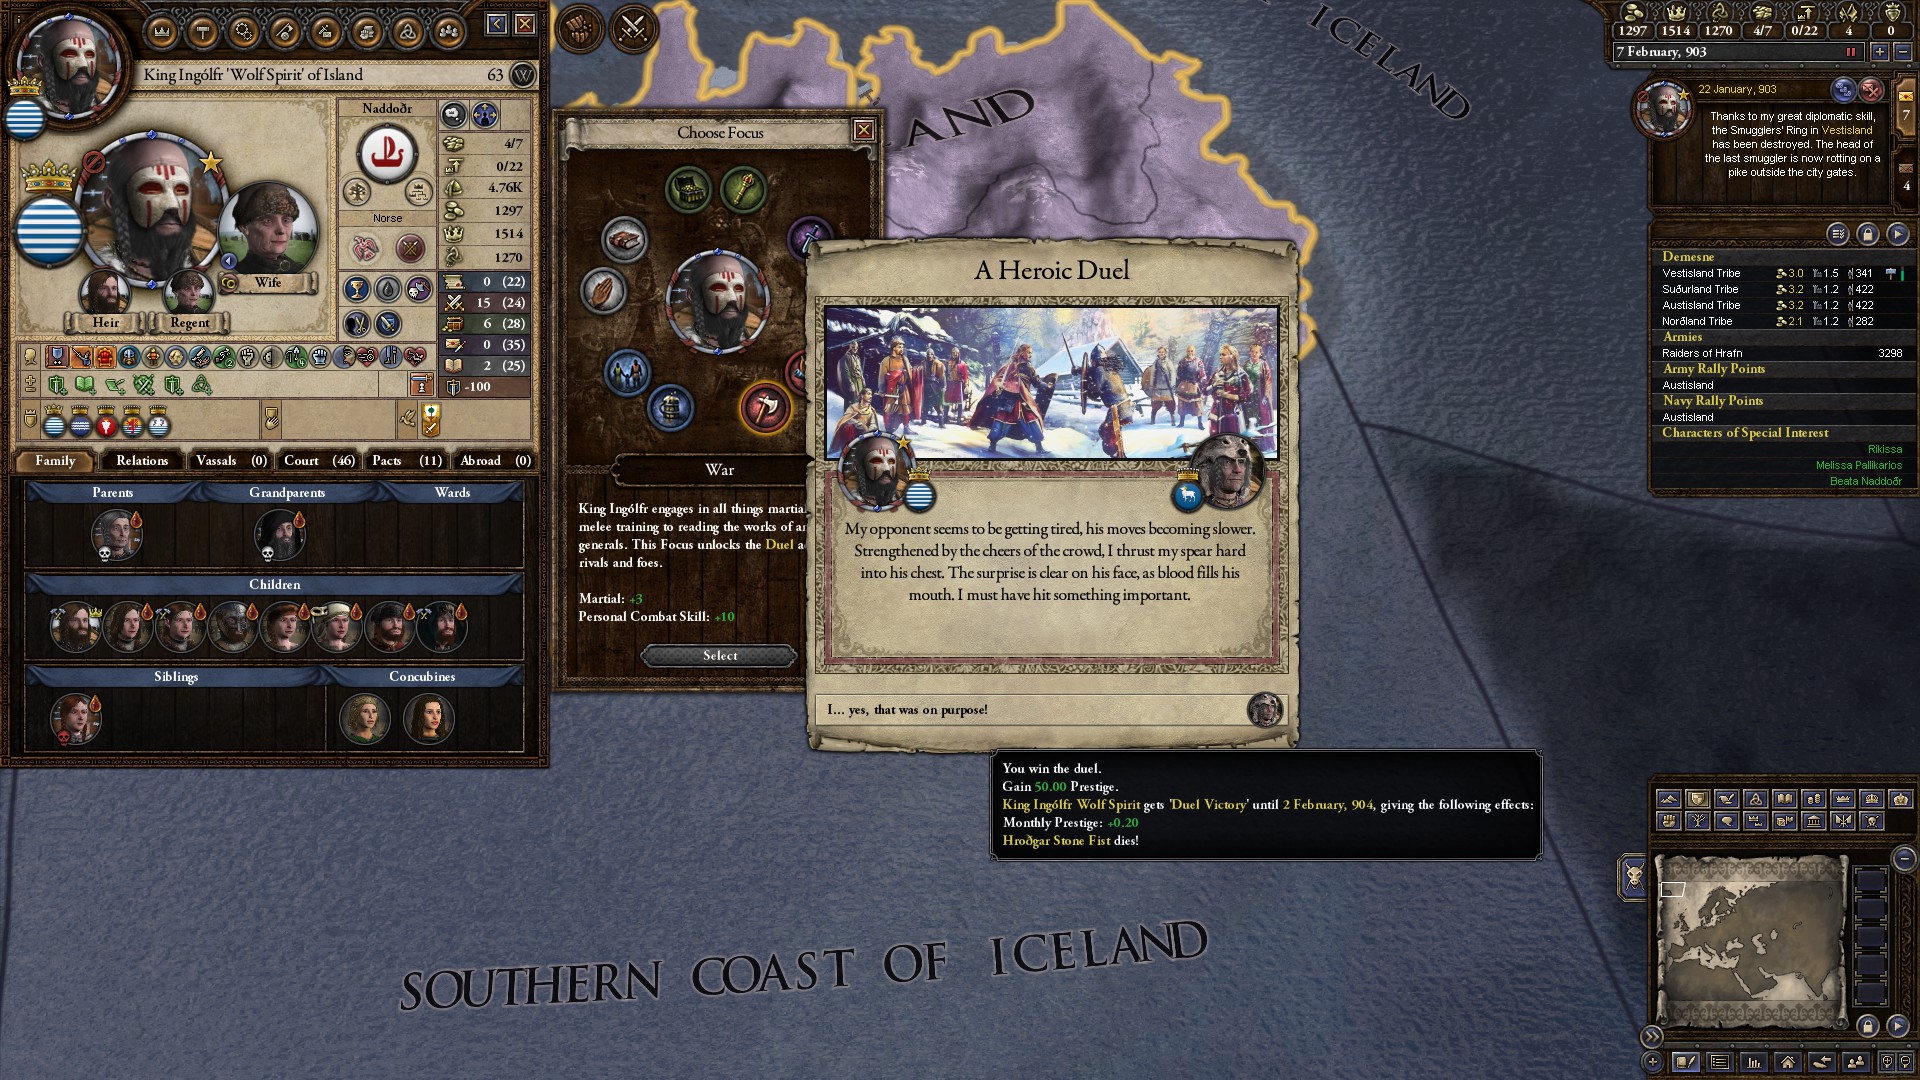 King Ingólfr 'Wolf Spirit' of Island
63
Naddoðr
Norse
4/7
0/22
4.76K
1297
1514
1270
Wife
Heir
Regent
0 (22)
15 (24)
6 (28)
0 (35)
2 (25)
-100
Family
Relations
Vassals (0)
Court (46)
Pacts (11)
Abroad (0)
Parents
Grandparents
Wards
Children
Siblings
Concubines
Choose Focus
War
King Ingólfr engages in all things martia
melee training to reading the works of an
generals. This Focus unlocks the Duel a
rivals and foes.
Martial: +3
Personal Combat Skill: +10
Select
A Heroic Duel
My opponent seems to be getting tired, his moves becoming slower.
Strengthened by the cheers of the crowd, I thrust my spear hard
into his chest. The surprise is clear on his face, as blood fills his
mouth. I must have hit something important.
I... yes, that was on purpose!
You win the duel.
Gain 50.00 Prestige.
King Ingólfr Wolf Spirit gets 'Duel Victory' until 2 February, 904, giving the following effects:
Monthly Prestige: +0.20
Hroðgar Stone Fist dies!
AND
ICELAND
SOUTHERN COAST OF ICELAND
1297 1514 1270 4/7 0/22 4 0
7 February, 903
22 January, 903
Thanks to my great diplomatic skill,
the Smugglers' Ring in Vestisland
has been destroyed. The head of
the last smuggler is now rotting on a
pike outside the city gates.
7
4
Demesne
Vestisland Tribe 3.0 1.5 341
Suðurland Tribe 3.2 1.2 422
Austisland Tribe 3.2 1.2 422
Norðland Tribe 2.1 1.2 282
Armies
Raiders of Hrafn 3298
Army Rally Points
Austisland
Navy Rally Points
Austisland
Characters of Special Interest
Rikissa
Melissa Pallikarios
Beata Naddoðr